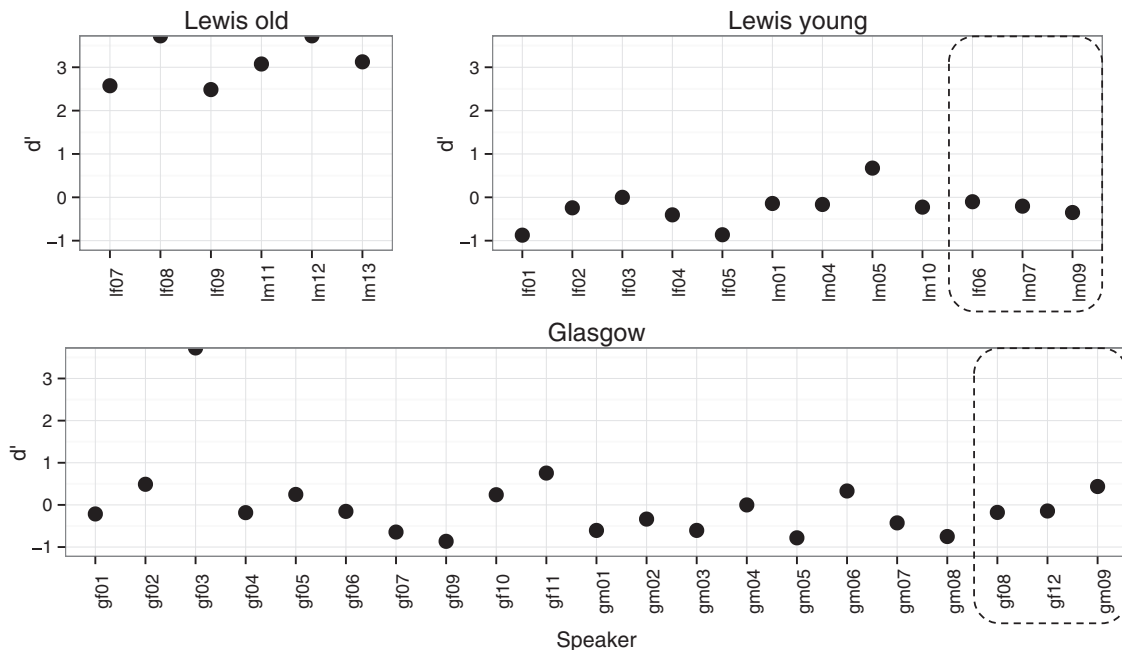 Lewis old
Lewis young
3
2
1
0
−1
d'
lf07
lf08
lf09
lm11
lm12
lm13
3
2
1
0
−1
d'
lf01
lf02
lf03
lf04
lf05
lm01
lm04
lm05
lm10
lf06
lm07
lm09
Glasgow
3
2
1
0
−1
d'
gf01
gf02
gf03
gf04
gf05
gf06
gf07
gf09
gf10
gf11
gm01
gm02
gm03
gm04
gm05
gm06
gm07
gm08
gf08
gf12
gm09
Speaker